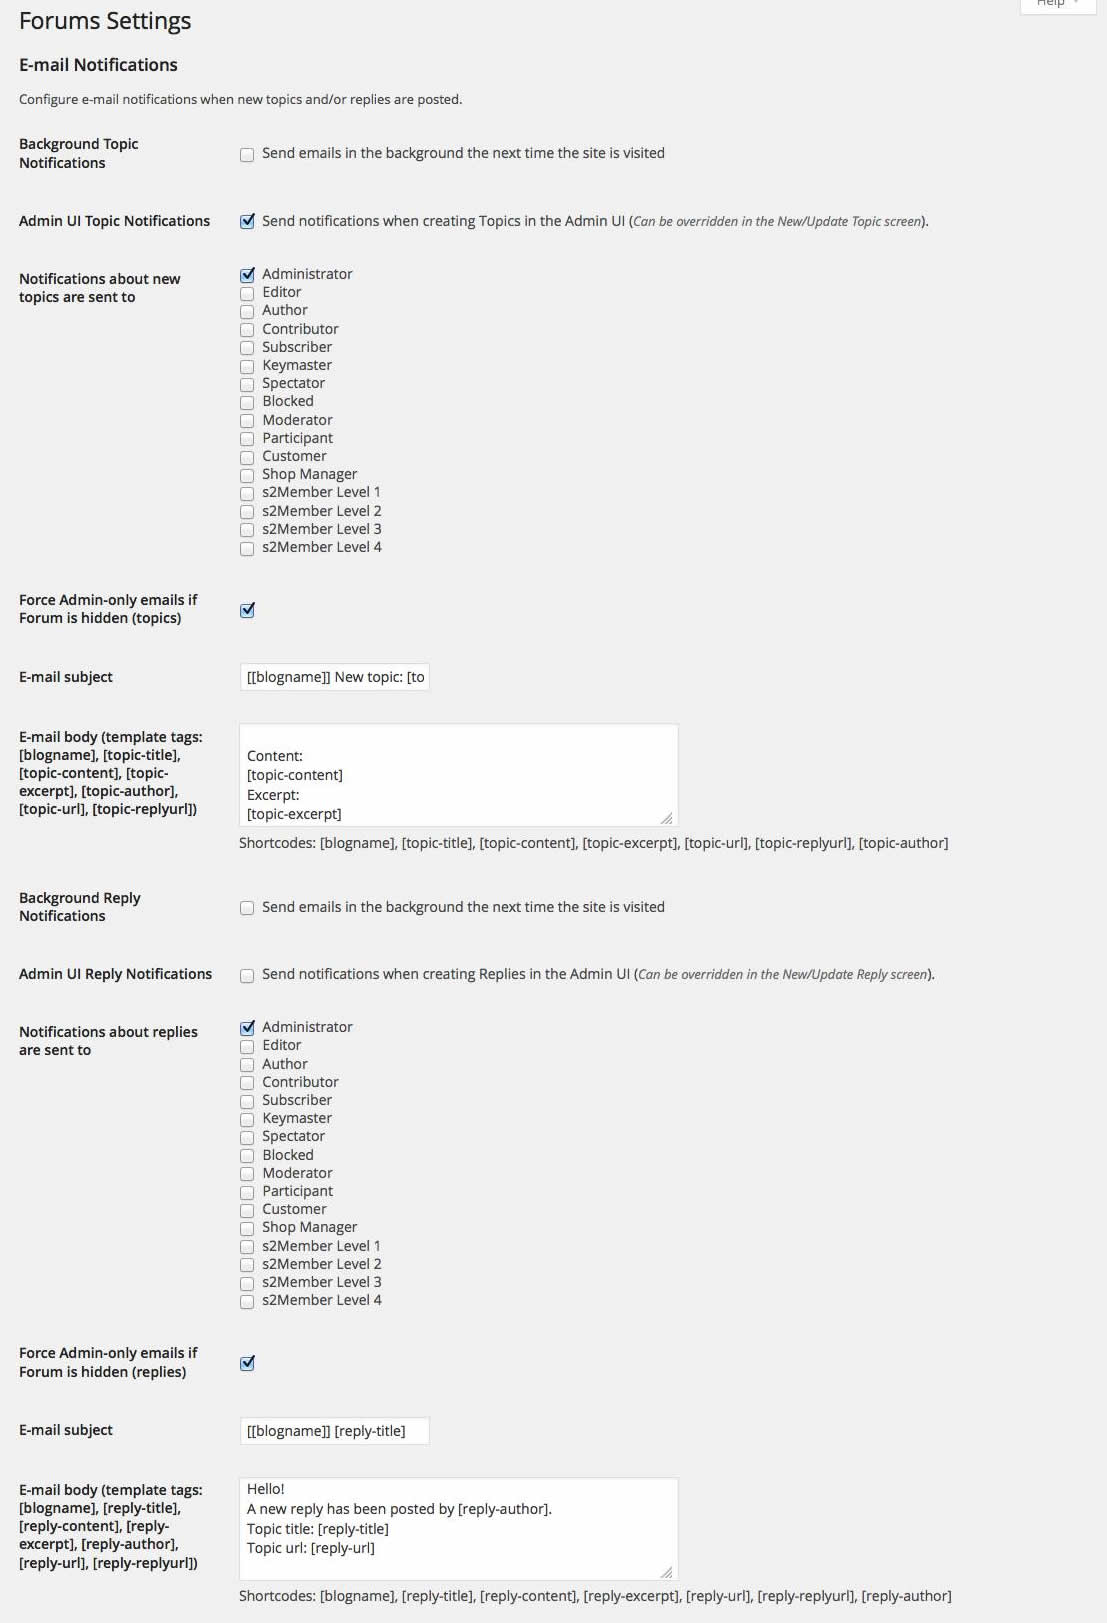 Help
Forums Settings
E-mail Notifications
Configure e-mail notifications when new topics and/or replies are posted.
Background Topic
Notifications
Send emails in the background the next time the site is visited
Admin UI Topic Notifications
Send notifications when creating Topics in the Admin UI (Can be overridden in the New/Update Topic screen).
Notifications about new
topics are sent to
Administrator
Editor
Author
Contributor
Subscriber
Keymaster
Spectator
Blocked
Moderator
Participant
Customer
Shop Manager
s2Member Level 1
s2Member Level 2
s2Member Level 3
s2Member Level 4
Force Admin-only emails if
Forum is hidden (topics)
E-mail subject
[[blogname]] New topic: [to
E-mail body (template tags:
[blogname], [topic-title],
[topic-content], [topic-
excerpt], [topic-author],
[topic-url], [topic-replyurl])
Content:
[topic-content]
Excerpt:
[topic-excerpt]
Shortcodes: [blogname], [topic-title], [topic-content], [topic-excerpt], [topic-url], [topic-replyurl], [topic-author]
Background Reply
Notifications
Send emails in the background the next time the site is visited
Admin UI Reply Notifications
Send notifications when creating Replies in the Admin UI (Can be overridden in the New/Update Reply screen).
Notifications about replies
are sent to
Administrator
Editor
Author
Contributor
Subscriber
Keymaster
Spectator
Blocked
Moderator
Participant
Customer
Shop Manager
s2Member Level 1
s2Member Level 2
s2Member Level 3
s2Member Level 4
Force Admin-only emails if
Forum is hidden (replies)
E-mail subject
[[blogname]] [reply-title]
E-mail body (template tags:
[blogname], [reply-title],
[reply-content], [reply-
excerpt], [reply-author],
[reply-url], [reply-replyurl])
Hello!
A new reply has been posted by [reply-author].
Topic title: [reply-title]
Topic url: [reply-url]
Shortcodes: [blogname], [reply-title], [reply-content], [reply-excerpt], [reply-url], [reply-replyurl], [reply-author]